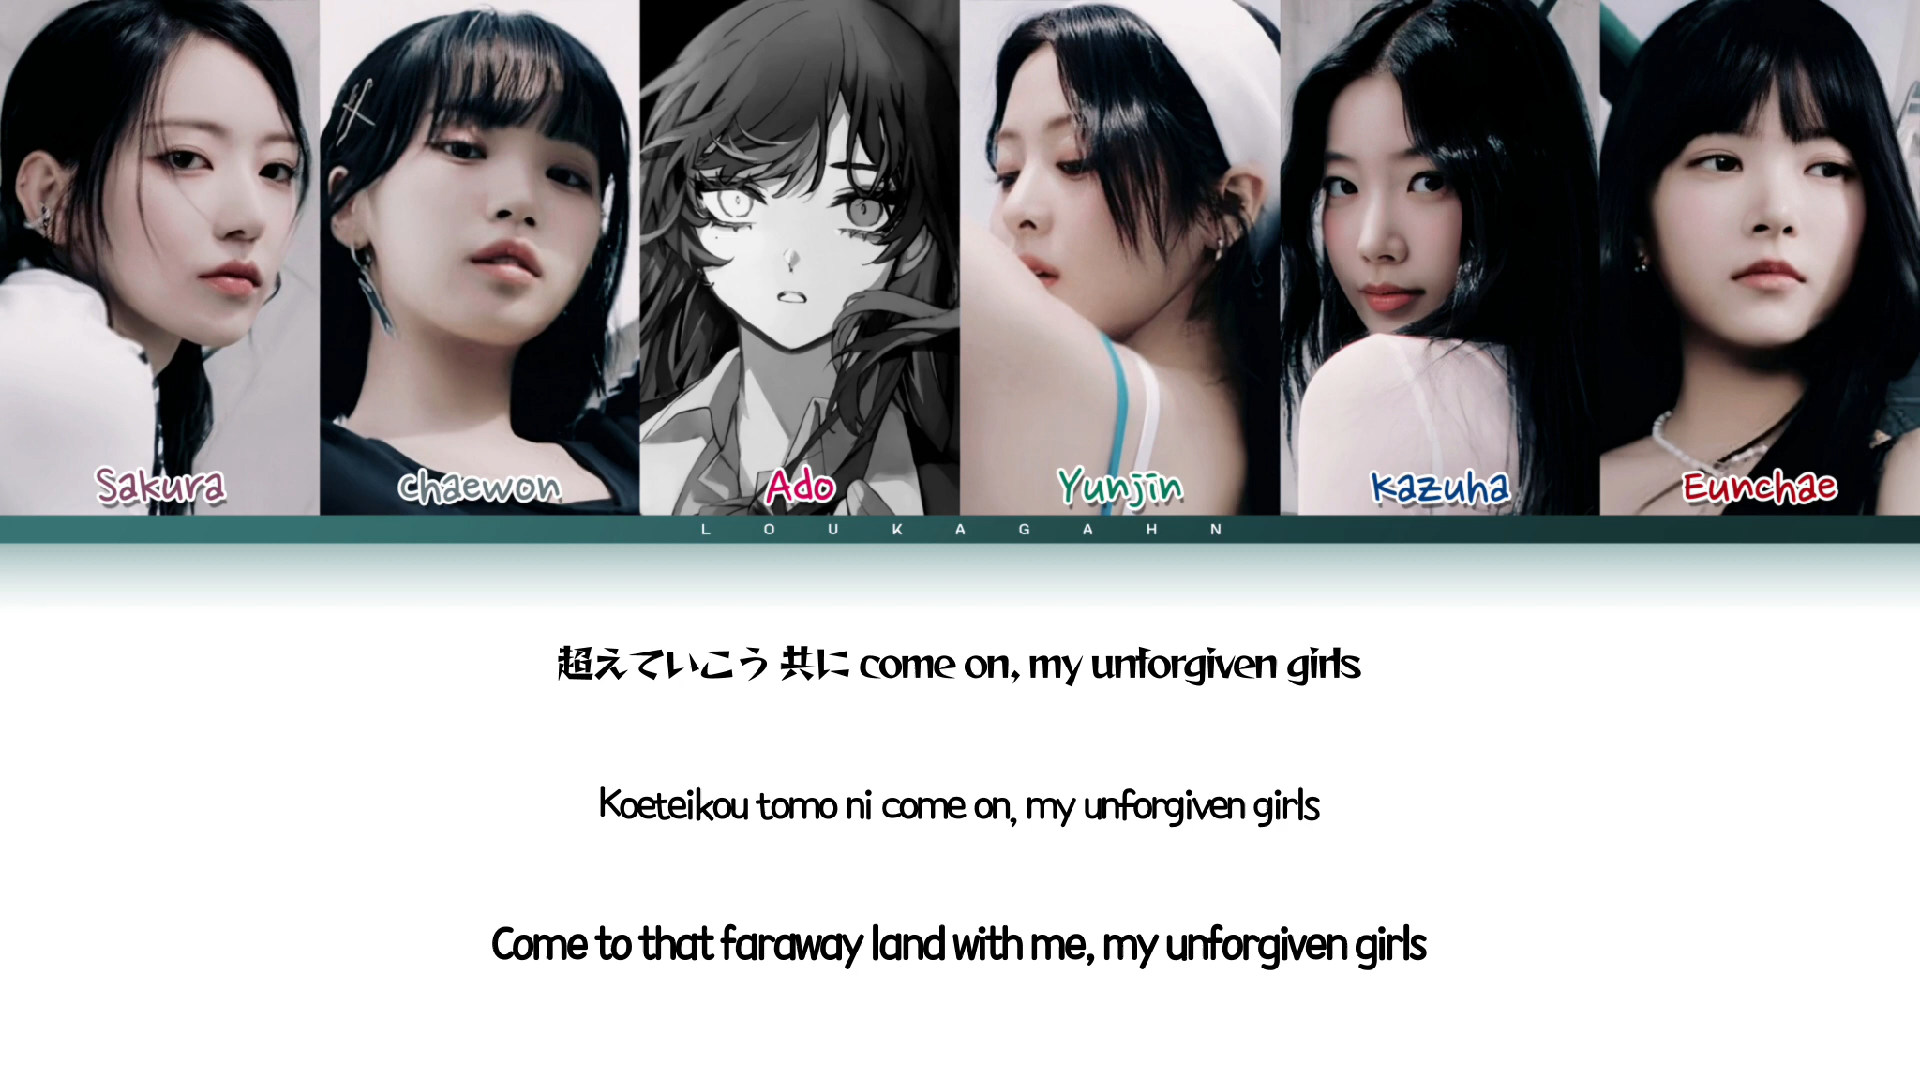 Sakura
chaewon
Ado
Yunjin
Kazuha
Eunchae
LOUKAGAHN
超えていこう 共に come on, my unforgiven girls
Koeteikou tomo ni come on, my unforgiven girls
Come to that faraway land with me, my unforgiven girls